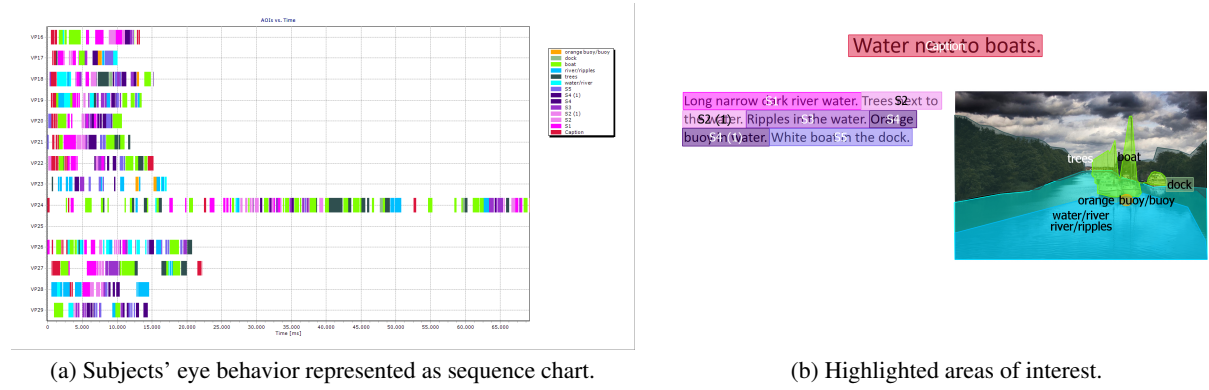 AOIs vs. Time
VP16
VP17
VP18
VP19
VP20
VP21
VP22
VP23
VP24
VP25
VP26
VP27
VP28
VP29
0 5.000 10.000 15.000 20.000 25.000 30.000 35.000 40.000 45.000 50.000 55.000 60.000 65.000
Time [ms]
orange buoy/buoy
dock
boat
river/ripples
trees
water/river
S5
S4 (1)
S4
S3
S2 (1)
S2
S1
Caption
(a) Subjects' eye behavior represented as sequence chart.
Water next to boats.
Caption
Long narrow dark river water. Trees next to
S1 S2
the water. Ripples in the water. Orange
S2 (1) S3 S4
buoy in water. White boat on the dock.
S4 (1) S5
trees
boat
dock
orange buoy/buoy
water/river
river/ripples
(b) Highlighted areas of interest.